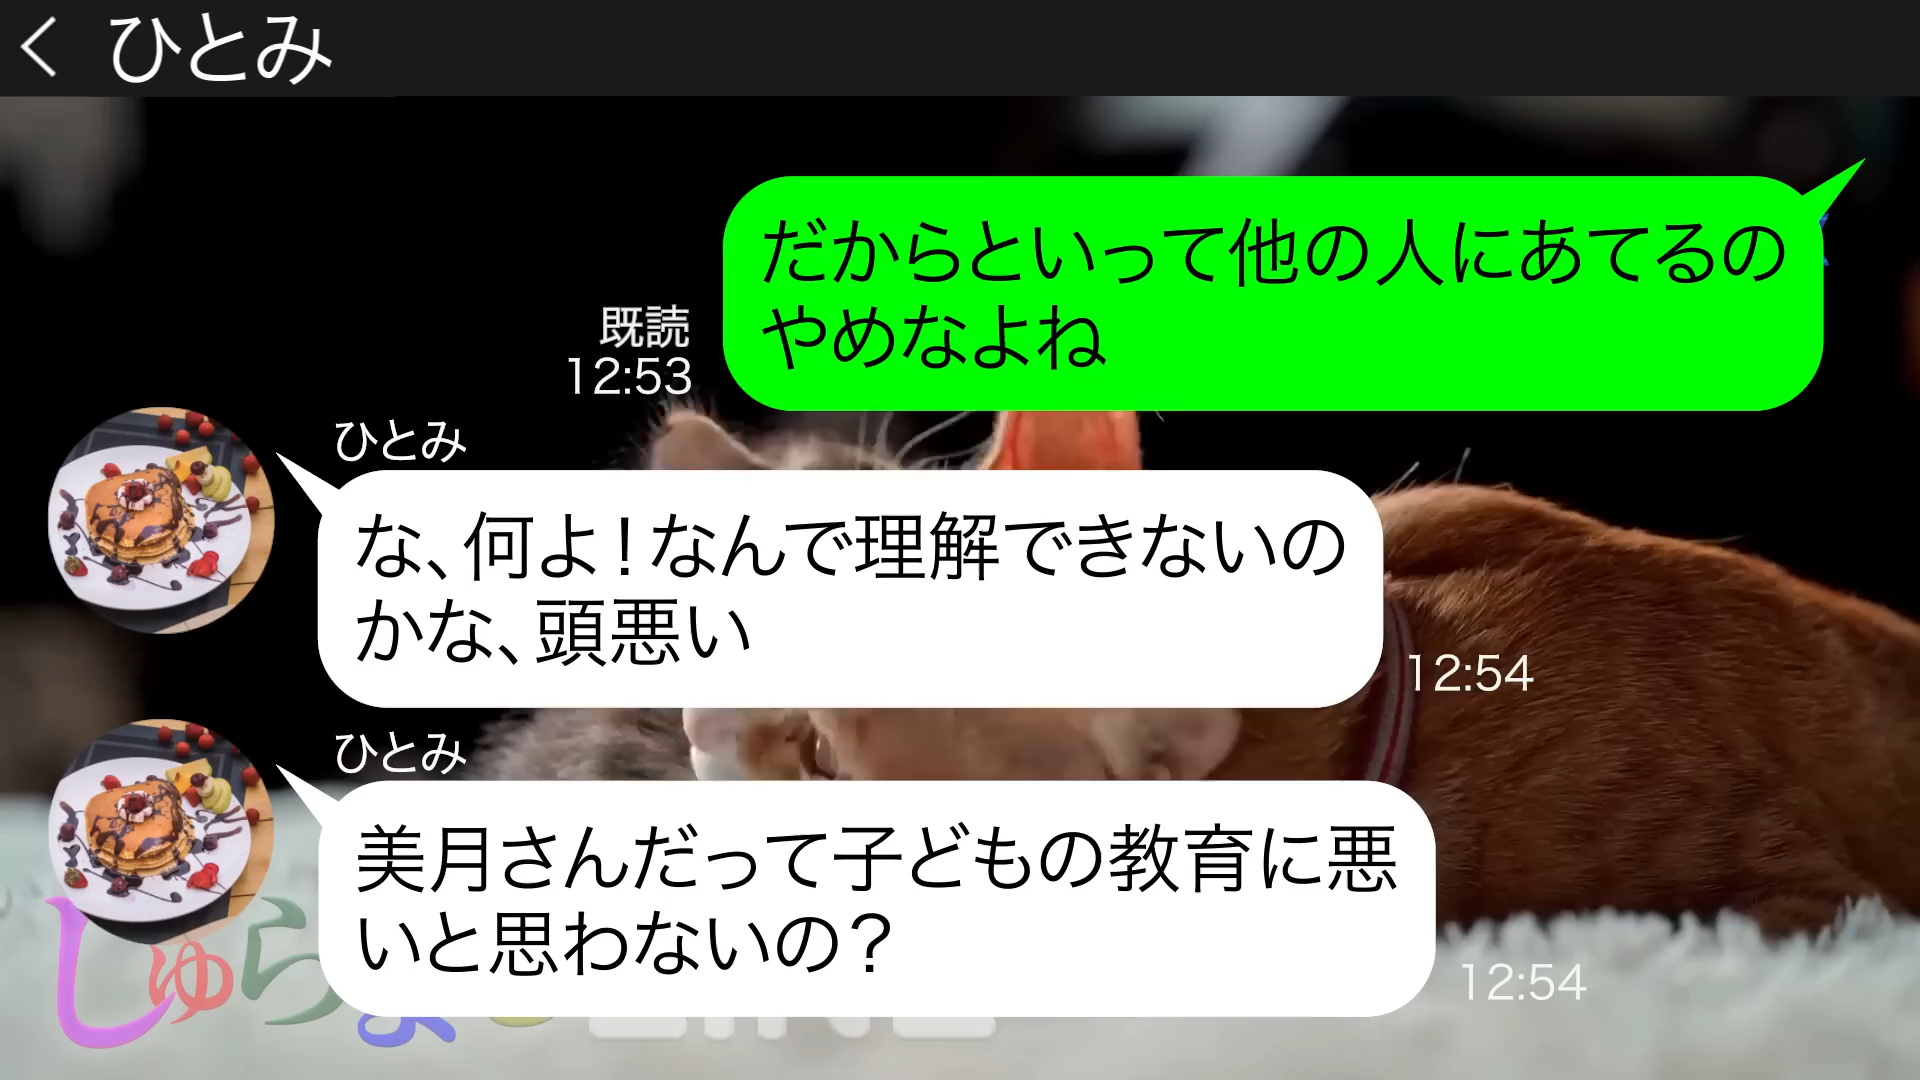 ひとみ
だからといって他の人にあてるの
やめなよね
既読
12:53
ひとみ
な、何よ！なんで理解できないの
かな、頭悪い
12:54
ひとみ
美月さんだって子どもの教育に悪
いと思わないの？
12:54
しゅら